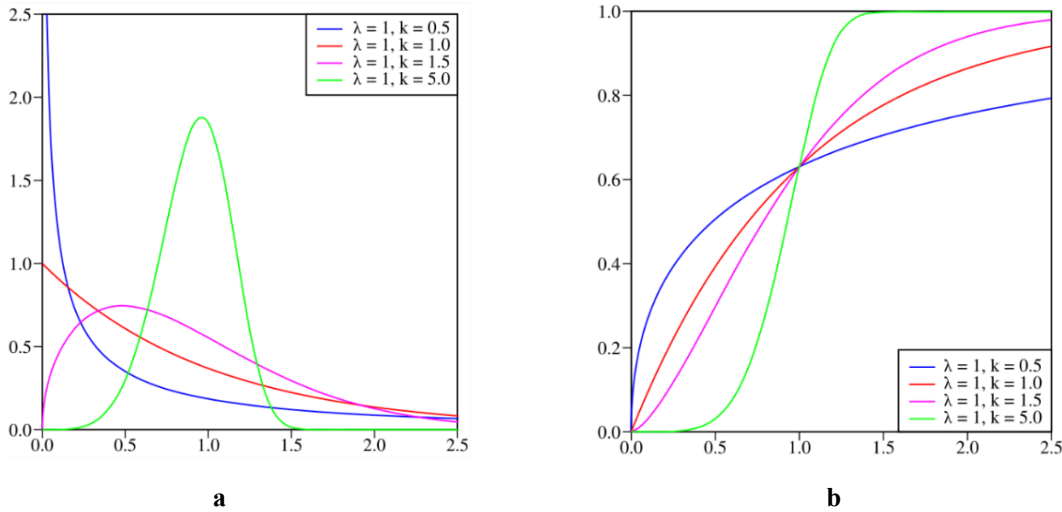 2.5
2.0
1.5
1.0
0.5
0.0
0.0 0.5 1.0 1.5 2.0 2.5
λ = 1, k = 0.5
λ = 1, k = 1.0
λ = 1, k = 1.5
λ = 1, k = 5.0
a
1.0
0.8
0.6
0.4
0.2
0.0
0.0 0.5 1.0 1.5 2.0 2.5
λ = 1, k = 0.5
λ = 1, k = 1.0
λ = 1, k = 1.5
λ = 1, k = 5.0
b